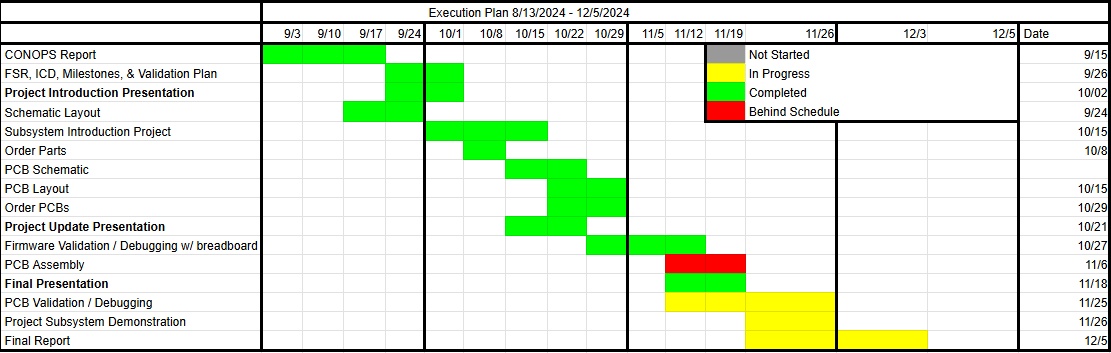 Execution Plan 8/13/2024 - 12/5/2024
9/3 9/10 9/17 9/24 10/1 10/8 10/15 10/22 10/29 11/5 11/12 11/19 11/26 12/3 12/5 Date
CONOPS Report Not Started 9/15
FSR, ICD, Milestones, & Validation Plan In Progress 9/26
Project Introduction Presentation Completed 10/02
Schematic Layout Behind Schedule 9/24
Subsystem Introduction Project 10/15
Order Parts 10/8
PCB Schematic
PCB Layout 10/15
Order PCBs 10/29
Project Update Presentation 10/21
Firmware Validation / Debugging w/ breadboard 10/27
PCB Assembly 11/6
Final Presentation 11/18
PCB Validation / Debugging 11/25
Project Subsystem Demonstration 11/26
Final Report 12/5